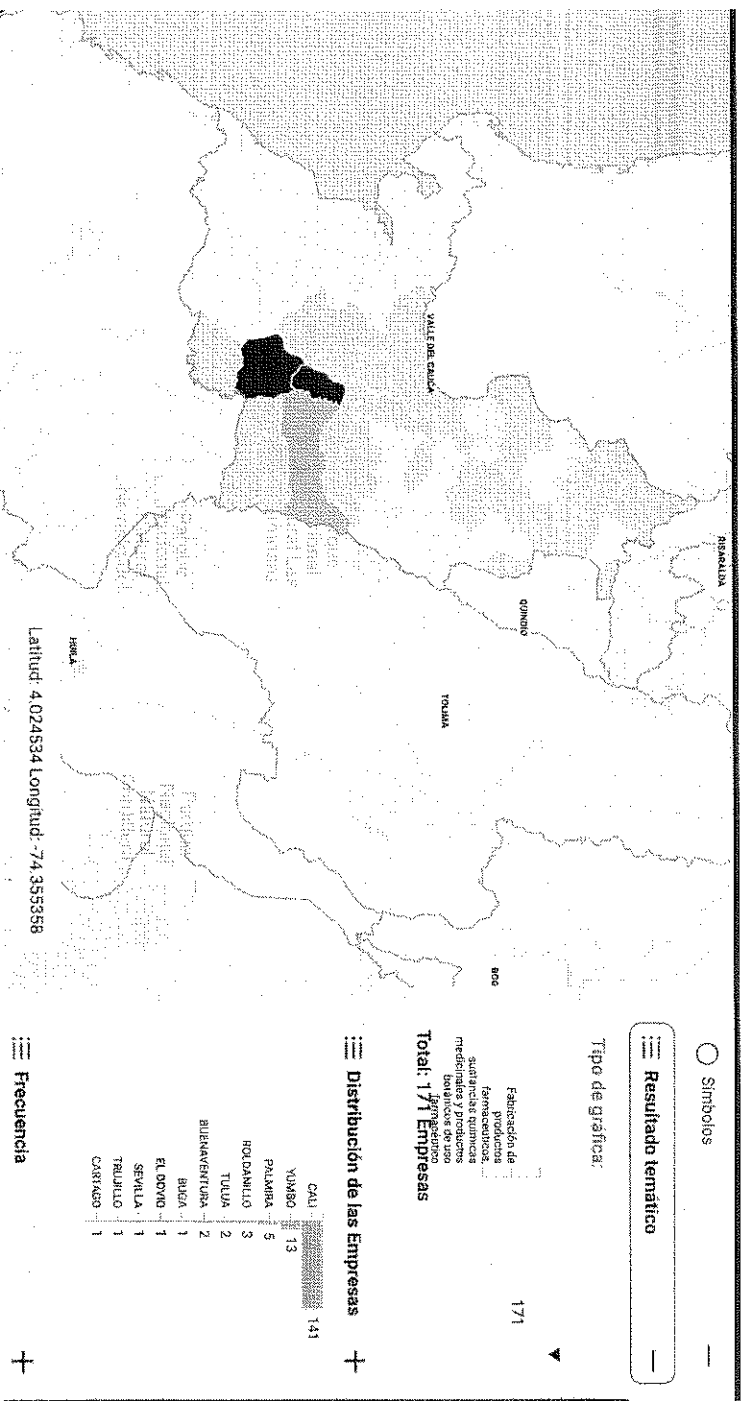 RISARALDA
VALLE DEL CAUCA
QUINDIO
TOLIMA
BOG
HUILA
Latitud: 4.024534 Longitud: -74.355358
Símbolos
Resultado temático
Tipo de gráfica:
Fabricación de
productos
farmaceuticos,
sustancias quimicas
medicinales y productos
botánicos de uso
farmaceutico
171
Total: 171 Empresas
Distribución de las Empresas
CALI 141
YUMBO 13
PALMIRA 5
ROLDANILLO 3
TULUA 2
BUENAVENTURA 2
BUGA 1
EL DOVIO 1
SEVILLA 1
TRUJILLO 1
CARTAGO 1
Frecuencia